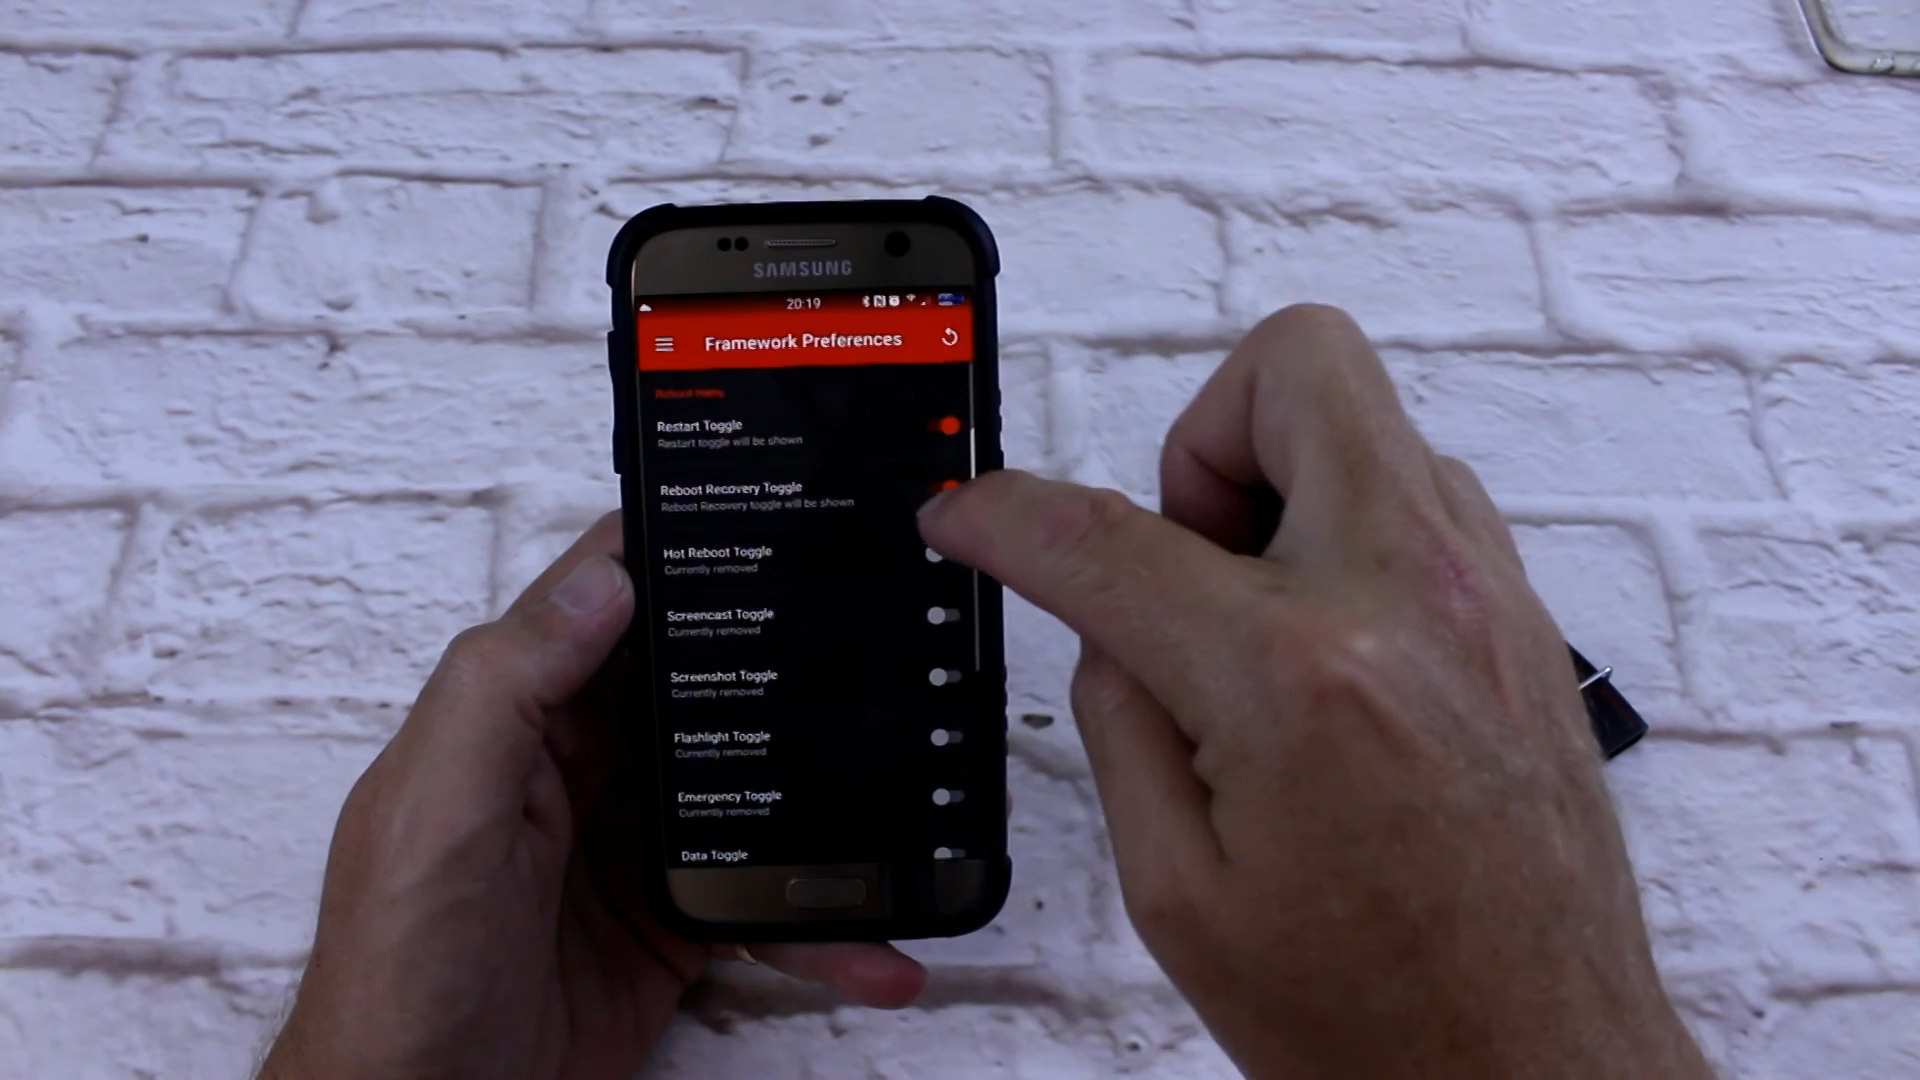 SAMSUNG
20:19
Framework Preferences
Reboot menu
Restart Toggle
Restart toggle will be shown
Reboot Recovery Toggle
Reboot Recovery toggle will be shown
Hot Reboot Toggle
Currently removed
Screencast Toggle
Currently removed
Screenshot Toggle
Currently removed
Flashlight Toggle
Currently removed
Emergency Toggle
Currently removed
Data Toggle